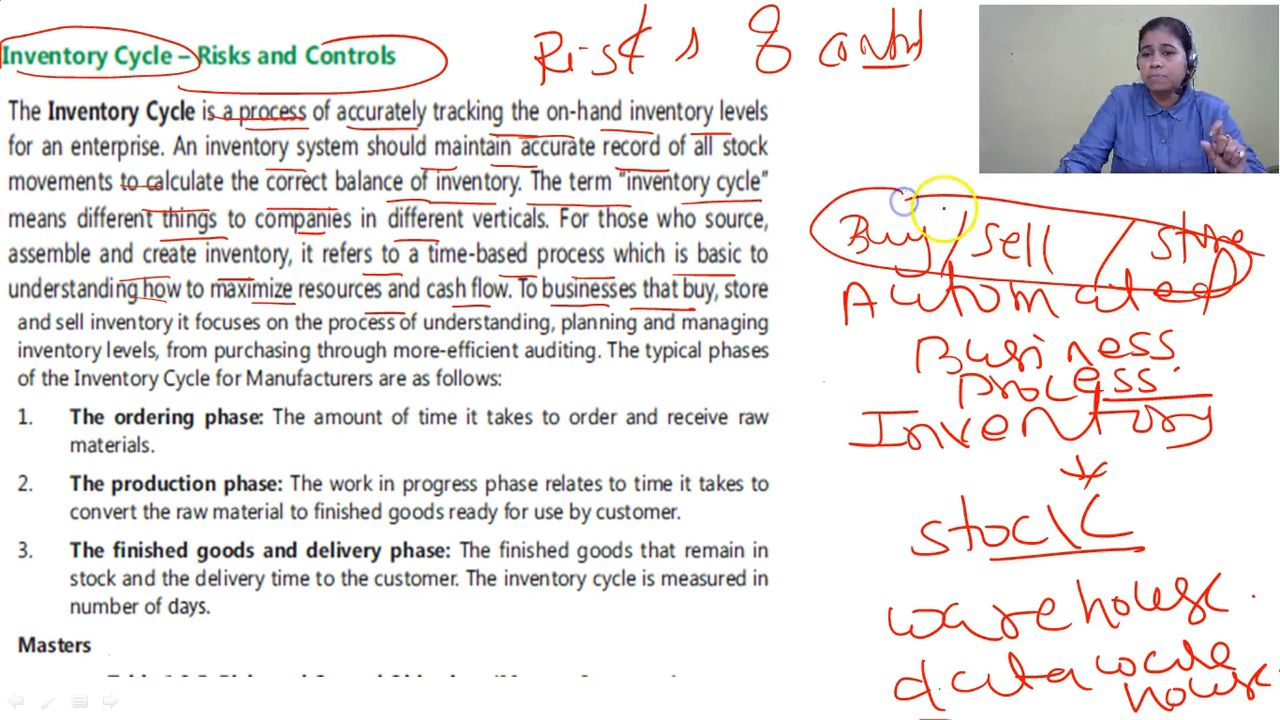 Inventory Cycle – Risks and Controls
Risks & control
The Inventory Cycle is a process of accurately tracking the on-hand inventory levels
for an enterprise. An inventory system should maintain accurate record of all stock
movements to calculate the correct balance of inventory. The term "inventory cycle"
means different things to companies in different verticals. For those who source,
assemble and create inventory, it refers to a time-based process which is basic to
understanding how to maximize resources and cash flow. To businesses that buy, store
and sell inventory it focuses on the process of understanding, planning and managing
inventory levels, from purchasing through more-efficient auditing. The typical phases
of the Inventory Cycle for Manufacturers are as follows:
1. The ordering phase: The amount of time it takes to order and receive raw
materials.
2. The production phase: The work in progress phase relates to time it takes to
convert the raw material to finished goods ready for use by customer.
3. The finished goods and delivery phase: The finished goods that remain in
stock and the delivery time to the customer. The inventory cycle is measured in
number of days.
Masters
Buy / Sell / Store
Automated
Business
Process.
Inventory
Stock
warehouse.
data ware
house.